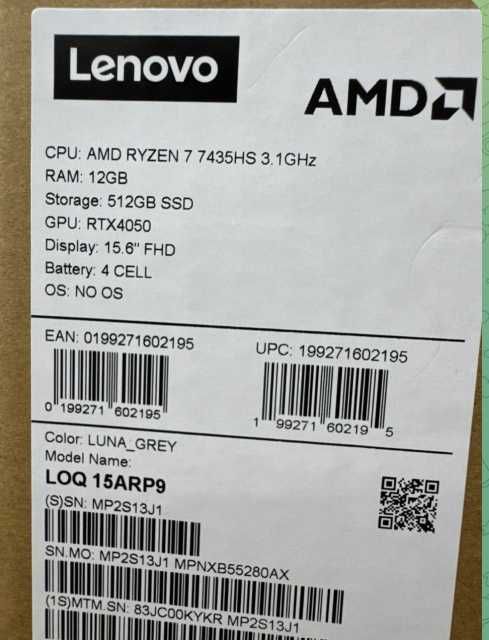 Lenovo
AMD
CPU: AMD RYZEN 7 7435HS 3.1GHz
RAM: 12GB
Storage: 512GB SSD
GPU: RTX4050
Display: 15.6" FHD
Battery: 4 CELL
OS: NO OS
EAN: 0199271602195
UPC: 199271602195
0 199271 602195
1 99271 60219 5
Color: LUNA_GREY
Model Name:
LOQ 15ARP9
(S)SN: MP2S13J1
SN.MO: MP2S13J1 MPNXB55280AX
(1S)MTM.SN: 83JC00KYKR MP2S13J1